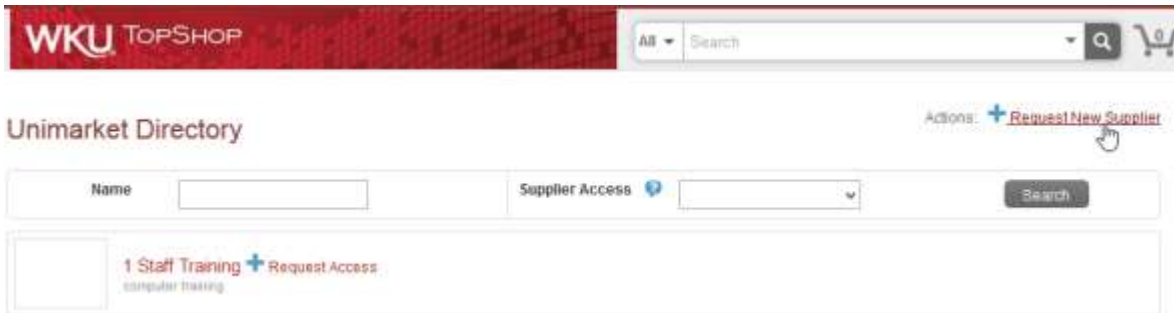 WKU TOPSHOP
All Search 0
Unimarket Directory
Actions: Request New Supplier
Name Supplier Access ? Search
1 Staff Training Request Access
computer training